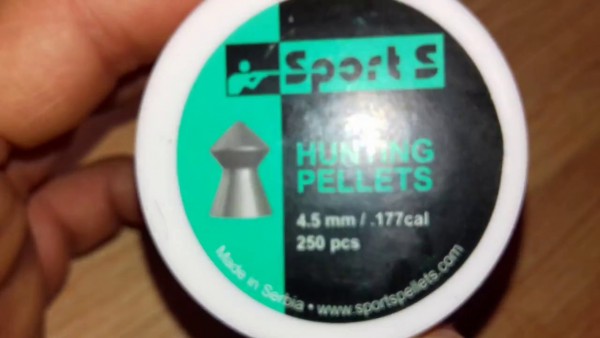 Sport S
HUNTING
PELLETS
4.5 mm / .177cal
250 pcs
Made in Serbia • www.sportspellets.com